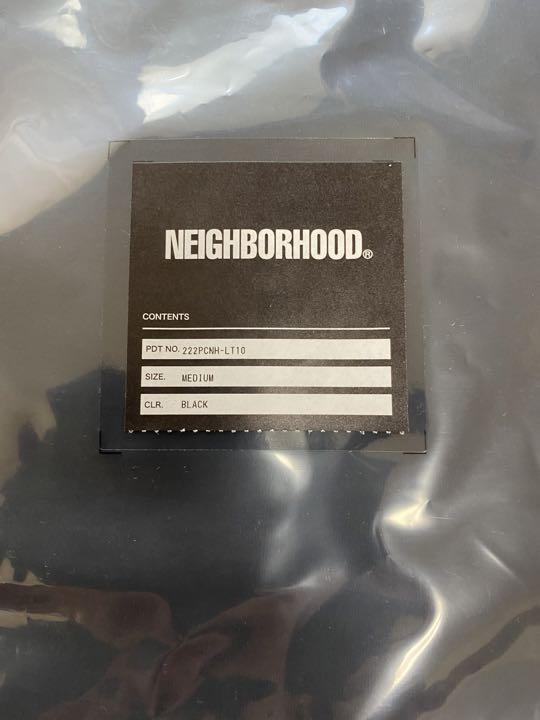 NEIGHBORHOOD®
CONTENTS
PDT NO. 222PCNH-LT10
SIZE. MEDIUM
CLR. BLACK